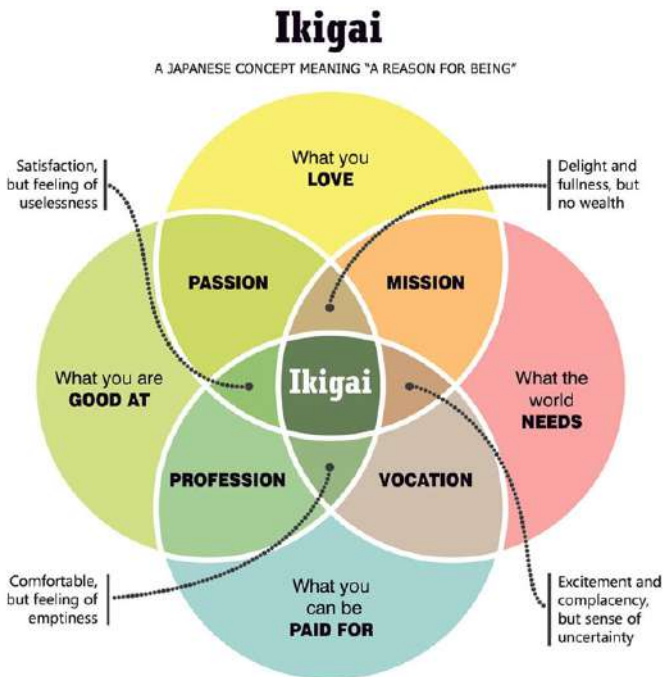 Ikigai
A JAPANESE CONCEPT MEANING "A REASON FOR BEING"
Satisfaction,
but feeling of
uselessness
What you
LOVE
Delight and
fullness, but
no wealth
PASSION
MISSION
What you are
GOOD AT
Ikigai
What the
world
NEEDS
PROFESSION
VOCATION
Comfortable,
but feeling of
emptiness
What you
can be
PAID FOR
Excitement and
complacency,
but sense of
uncertainty